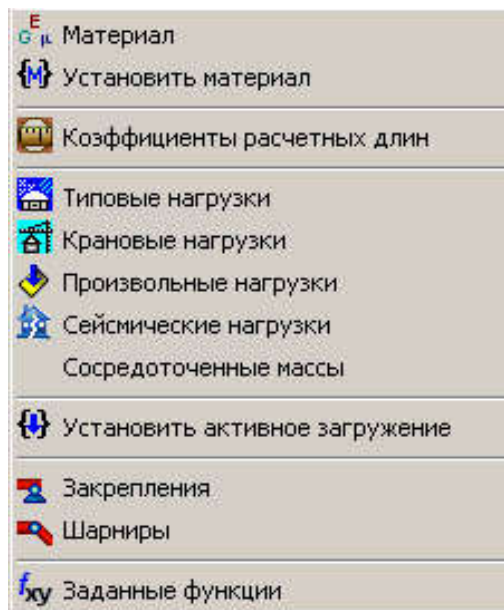 E G μ Материал
{M} Установить материал
Коэффициенты расчетных длин
Типовые нагрузки
Крановые нагрузки
Произвольные нагрузки
Сейсмические нагрузки
Сосредоточенные массы
Установить активное загружение
Закрепления
Шарниры
fxy Заданные функции